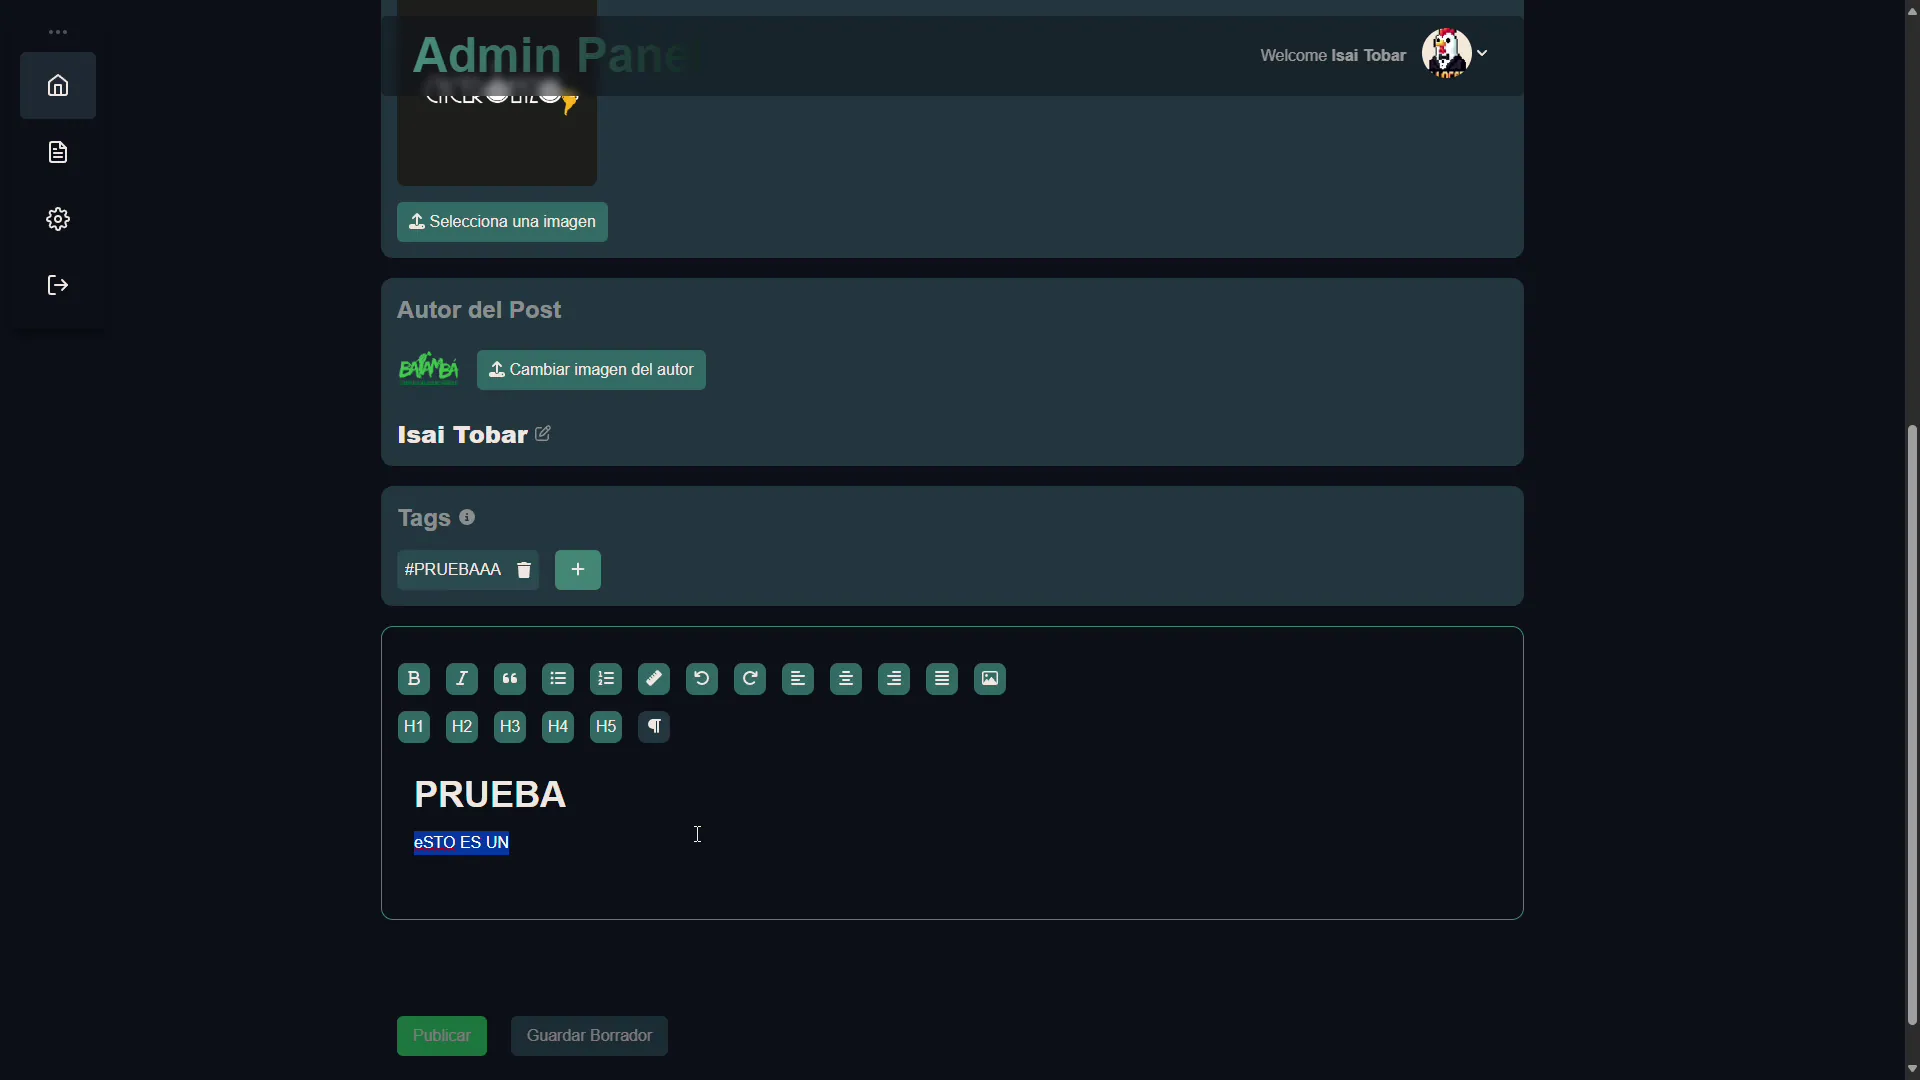 Admin Panel
Welcome Isai Tobar
Selecciona una imagen
Autor del Post
BALAMBÁ
Cambiar imagen del autor
Isai Tobar
Tags
#PRUEBAAA
+
B I
H1 H2 H3 H4 H5 ¶
PRUEBA
eSTO ES UN
Publicar
Guardar Borrador